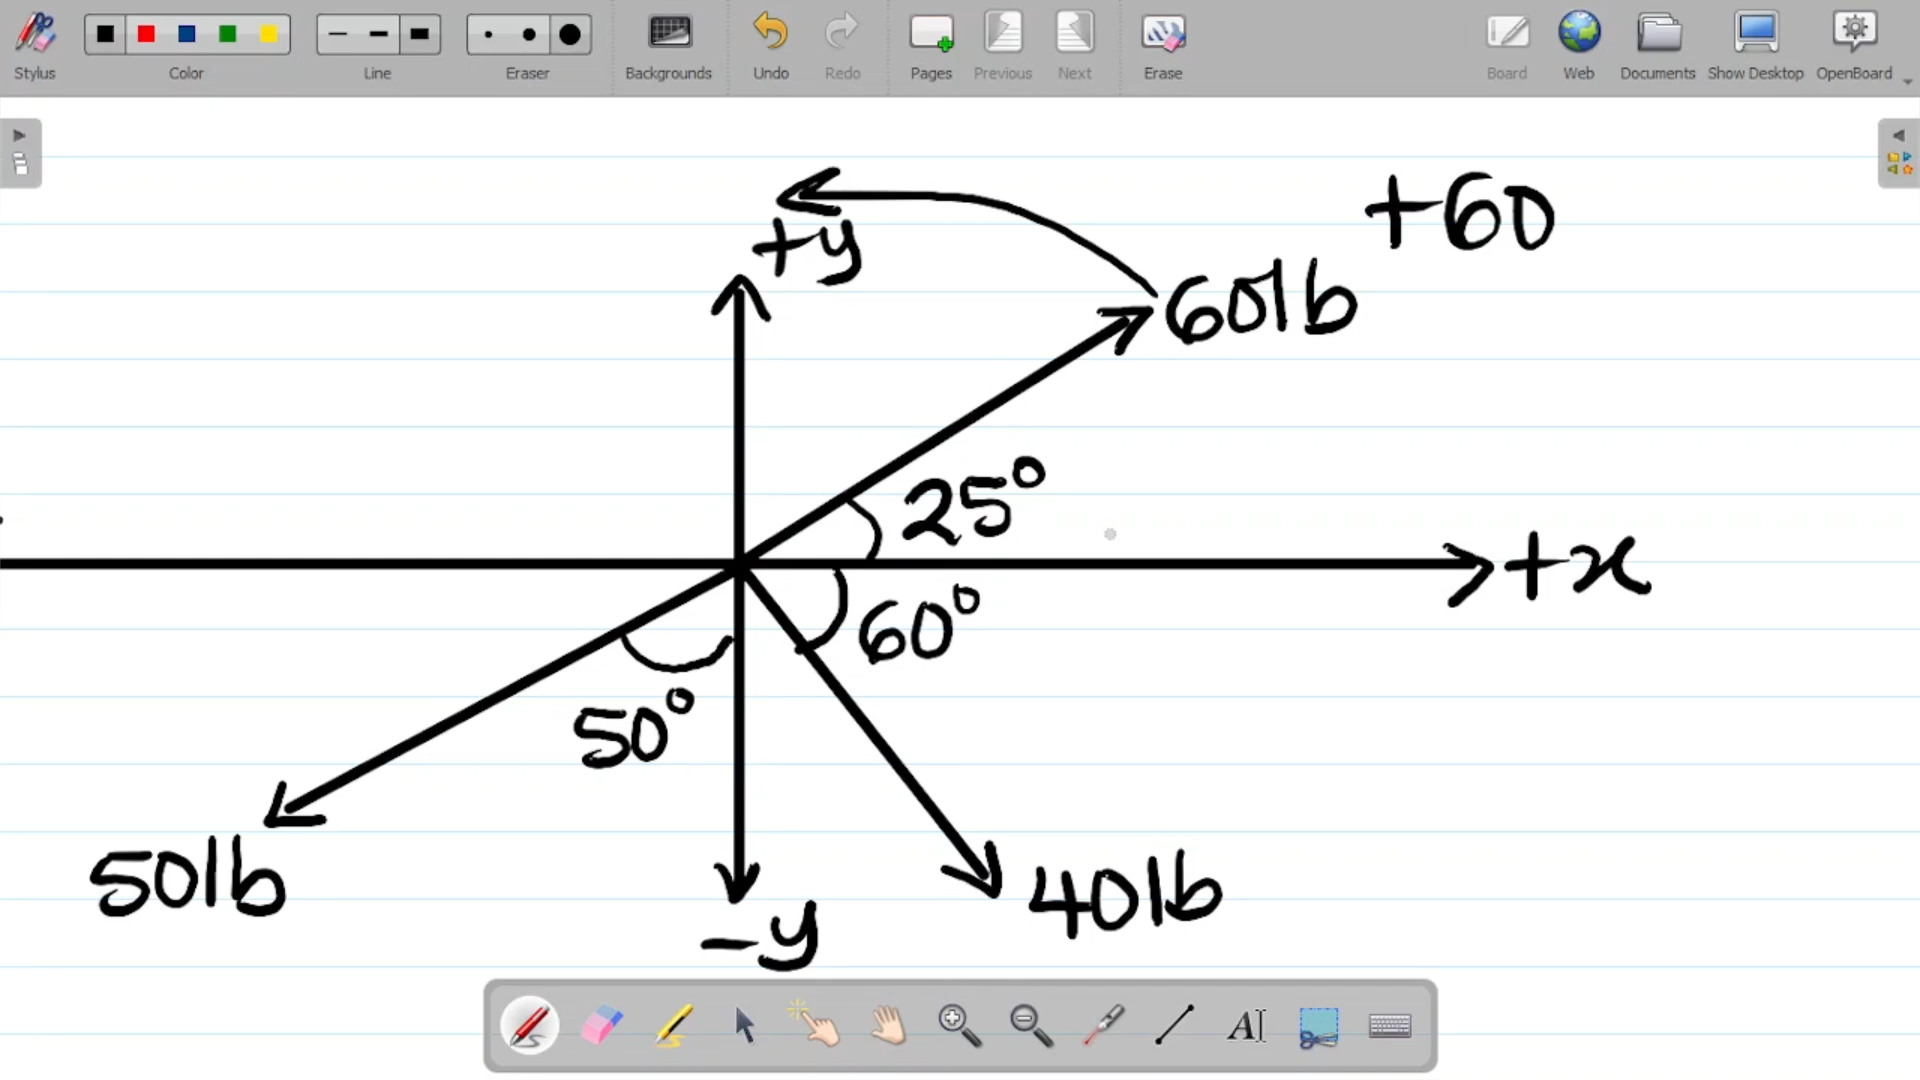 Stylus Color Line Eraser Backgrounds Undo Redo Pages Previous Next Erase Board Web Documents Show Desktop OpenBoard
+60
+y
60lb
25°
+x
60°
50°
50lb
40lb
-y
AI